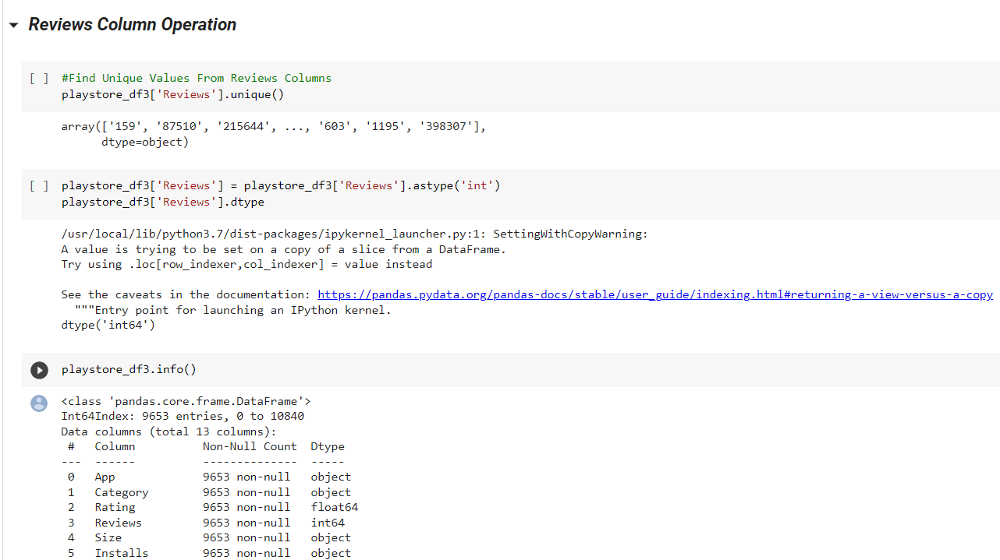 Reviews Column Operation
[ ] #Find Unique Values From Reviews Columns
playstore_df3['Reviews'].unique()
array(['159', '87510', '215644', ..., '603', '1195', '398307'],
      dtype=object)
[ ] playstore_df3['Reviews'] = playstore_df3['Reviews'].astype('int')
playstore_df3['Reviews'].dtype
/usr/local/lib/python3.7/dist-packages/ipykernel_launcher.py:1: SettingWithCopyWarning:
A value is trying to be set on a copy of a slice from a DataFrame.
Try using .loc[row_indexer,col_indexer] = value instead
See the caveats in the documentation: https://pandas.pydata.org/pandas-docs/stable/user_guide/indexing.html#returning-a-view-versus-a-copy
  """Entry point for launching an IPython kernel.
dtype('int64')
playstore_df3.info()
<class 'pandas.core.frame.DataFrame'>
Int64Index: 9653 entries, 0 to 10840
Data columns (total 13 columns):
 #   Column          Non-Null Count  Dtype
---  ------          --------------  -----
 0   App             9653 non-null   object
 1   Category        9653 non-null   object
 2   Rating          9653 non-null   float64
 3   Reviews         9653 non-null   int64
 4   Size            9653 non-null   object
 5   Installs        9653 non-null   object